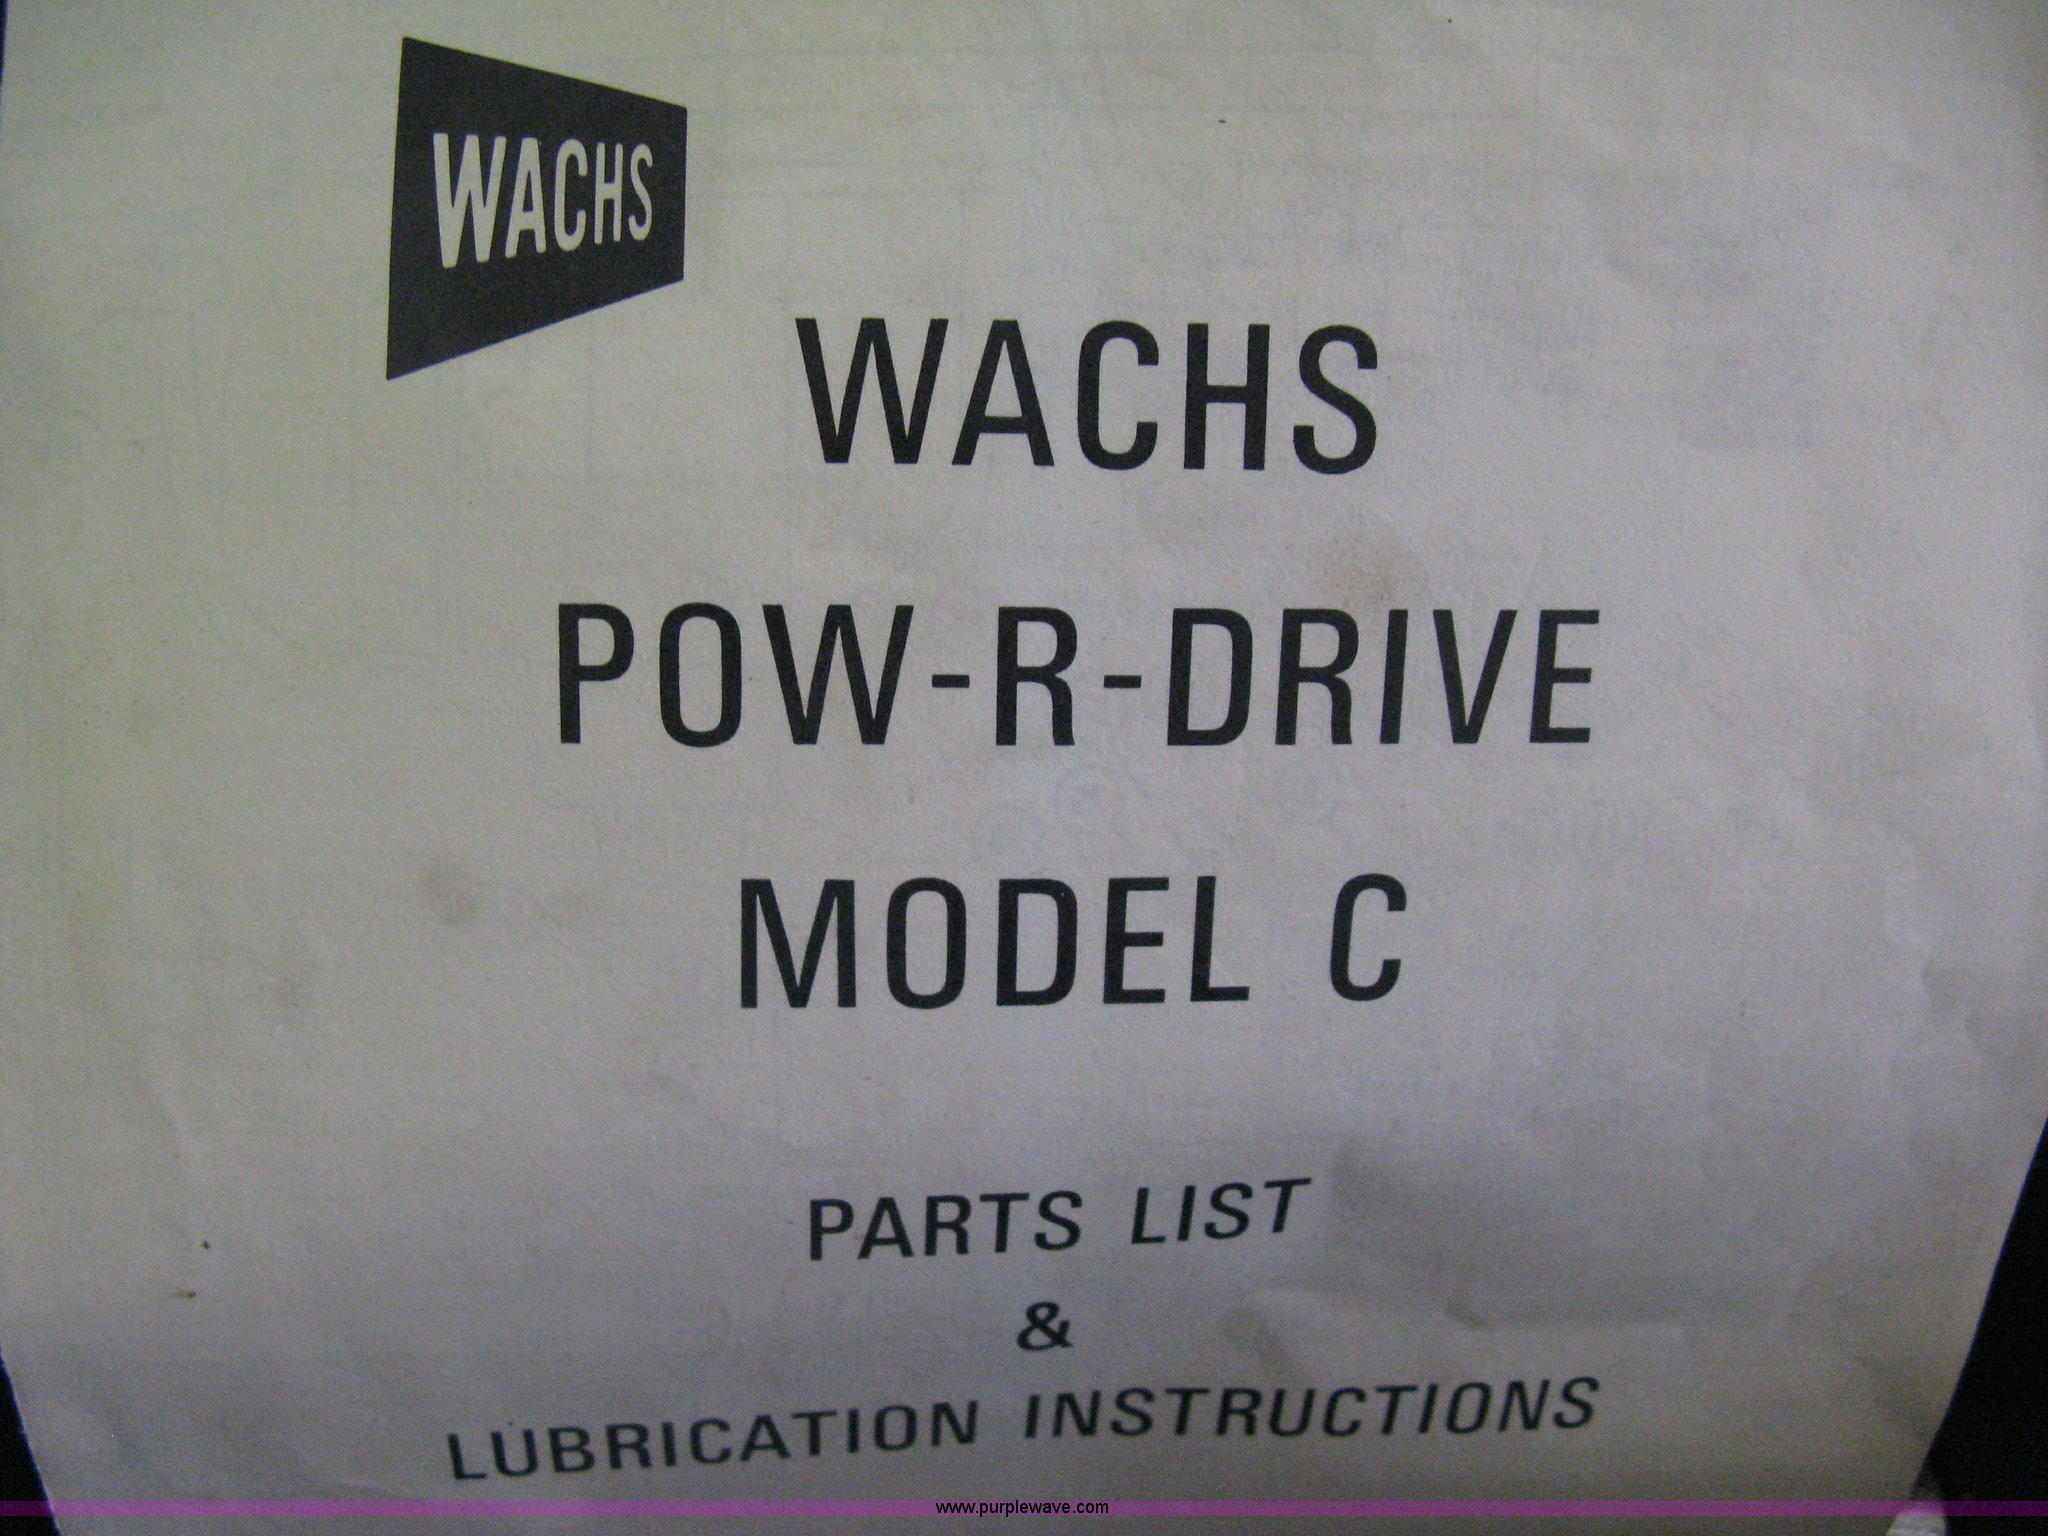 WACHS
WACHS
POW-R-DRIVE
MODEL C
PARTS LIST
&
LUBRICATION INSTRUCTIONS
www.purplewave.com